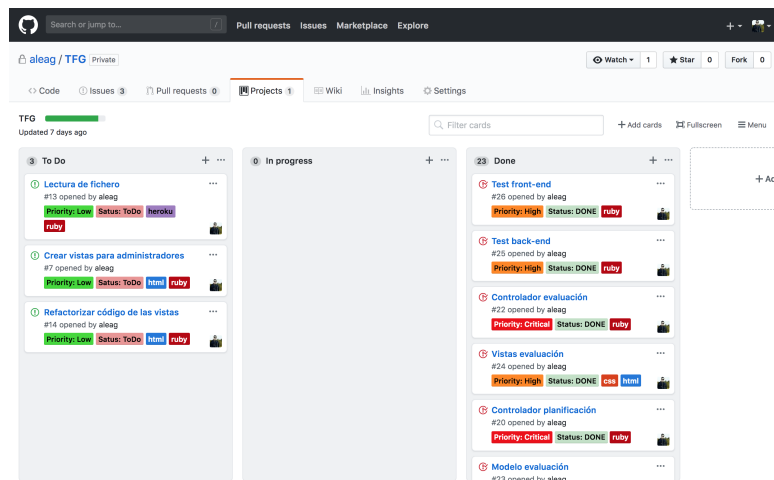 Search or jump to... /
Pull requests Issues Marketplace Explore
aleag / TFG Private
Watch 1 Star 0 Fork 0
Code Issues 3 Pull requests 0 Projects 1 Wiki Insights Settings
TFG
Updated 7 days ago
Filter cards
Add cards Fullscreen Menu
3 To Do
Lectura de fichero
#13 opened by aleag
Priority: Low Satus: ToDo heroku
ruby
Crear vistas para administradores
#7 opened by aleag
Priority: Low Satus: ToDo html ruby
Refactorizar código de las vistas
#14 opened by aleag
Priority: Low Satus: ToDo html ruby
0 In progress
23 Done
Test front-end
#26 opened by aleag
Priority: High Status: DONE ruby
Test back-end
#25 opened by aleag
Priority: High Status: DONE ruby
Controlador evaluación
#22 opened by aleag
Priority: Critical Status: DONE ruby
Vistas evaluación
#24 opened by aleag
Priority: High Status: DONE css html
Controlador planificación
#20 opened by aleag
Priority: Critical Status: DONE ruby
Modelo evaluación
#23 opened by aleag